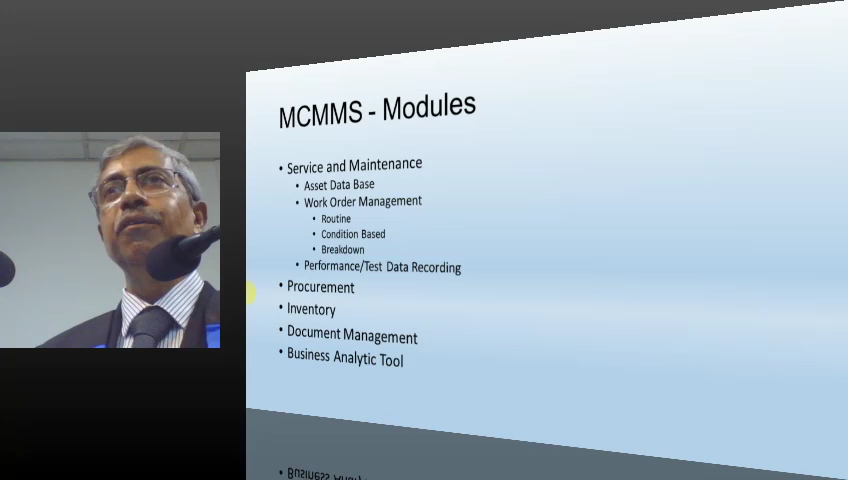 MCMMS - Modules
• Service and Maintenance
• Asset Data Base
• Work Order Management
• Routine
• Condition Based
• Breakdown
• Performance/Test Data Recording
• Procurement
• Inventory
• Document Management
• Business Analytic Tool